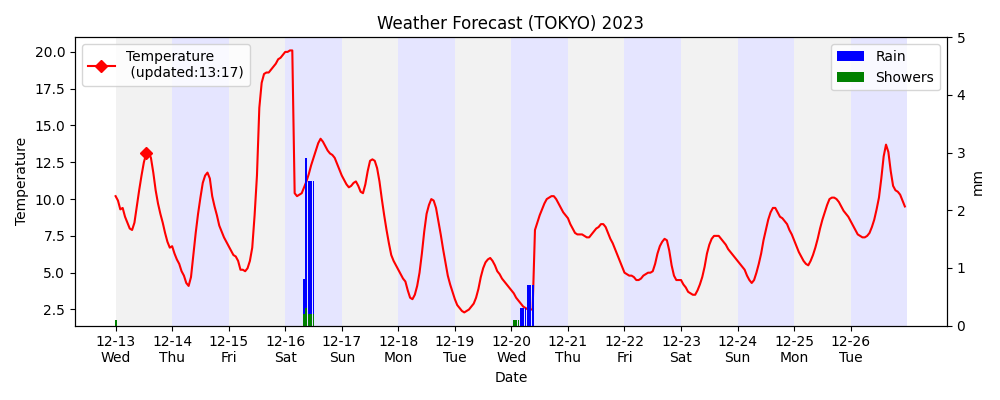 Weather Forecast (TOKYO) 2023
Temperature
(updated:13:17)
Rain
Showers
20.0
17.5
15.0
12.5
10.0
7.5
5.0
2.5
Temperature
5
4
3
2
1
0
mm
12-13 12-14 12-15 12-16 12-17 12-18 12-19 12-20 12-21 12-22 12-23 12-24 12-25 12-26
Wed Thu Fri Sat Sun Mon Tue Wed Thu Fri Sat Sun Mon Tue
Date